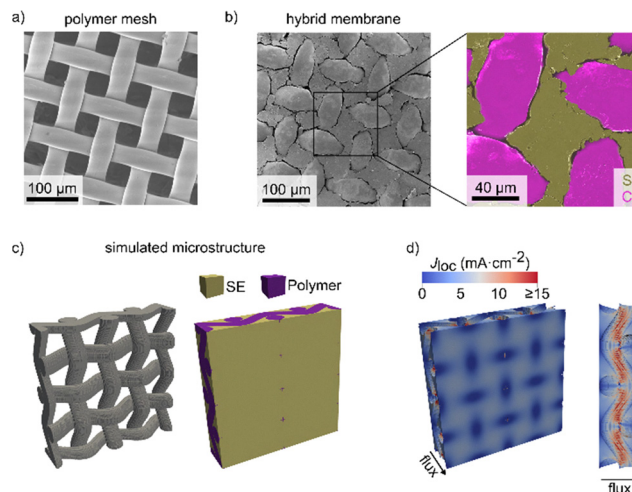 a) polymer mesh
100 µm
b) hybrid membrane
100 µm
40 µm
S
C
c) simulated microstructure
SE
Polymer
d) Jloc (mA·cm⁻²)
0 5 10 ≥15
flux
flux